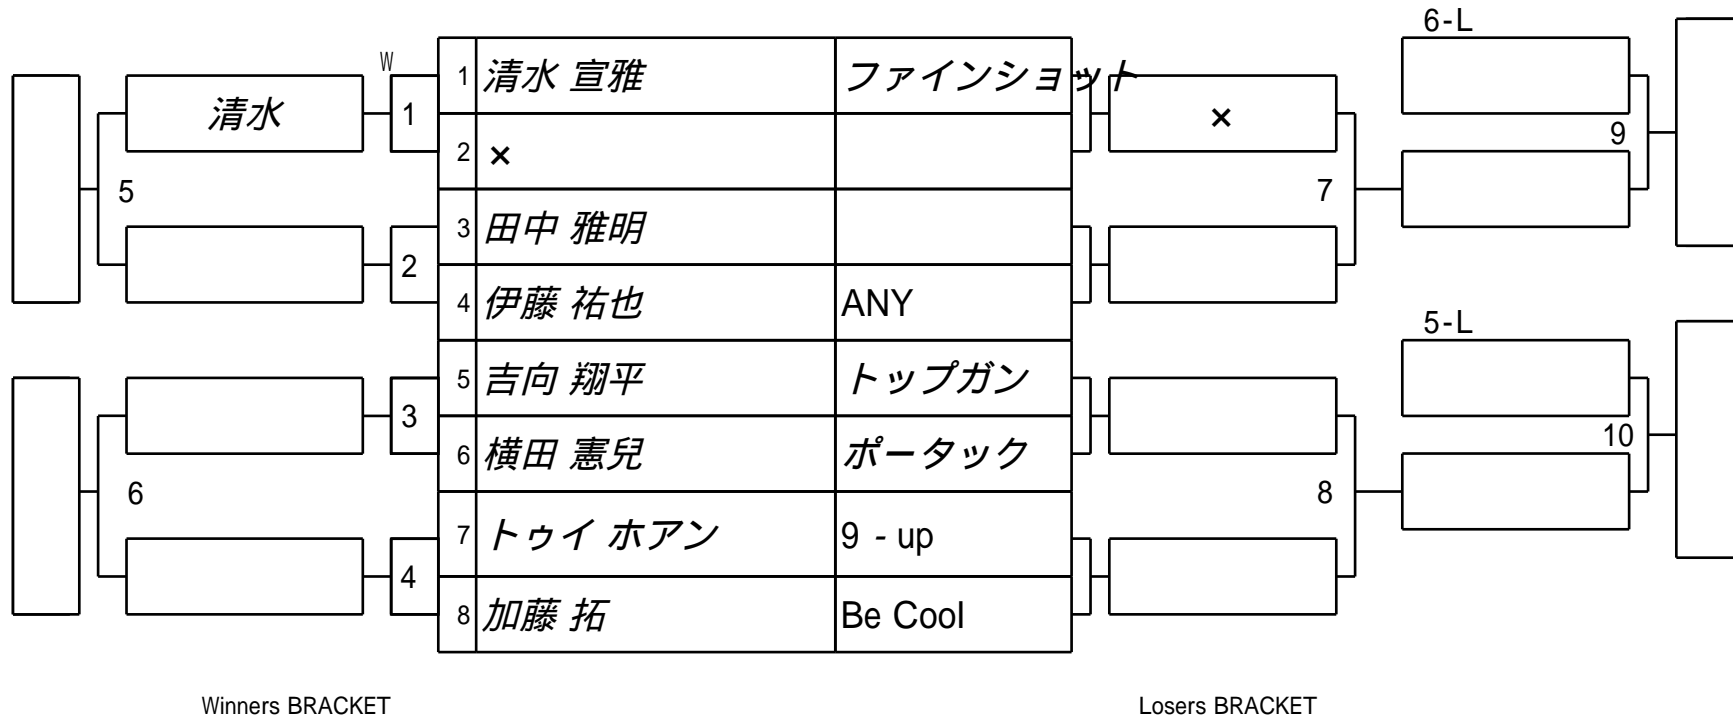 6-L
W
清水
1
1 清水 宣雅 ファインショット
×
9
2 ×
5
7
3 田中 雅明
2
4 伊藤 祐也 ANY
5-L
5 吉向 翔平 トップガン
3
10
6 横田 憲兒 ポータック
6
8
7 トゥイ ホアン 9 - up
4
8 加藤 拓 Be Cool
Winners BRACKET
Losers BRACKET